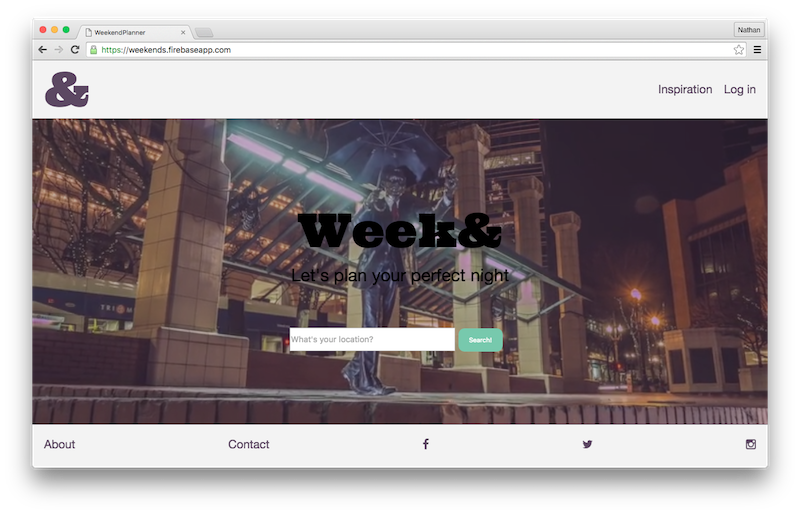 WeekendPlanner
Nathan
https://weekends.firebaseapp.com
&
Inspiration Log in
Week&
Let's plan your perfect night
What's your location? Search!
About Contact